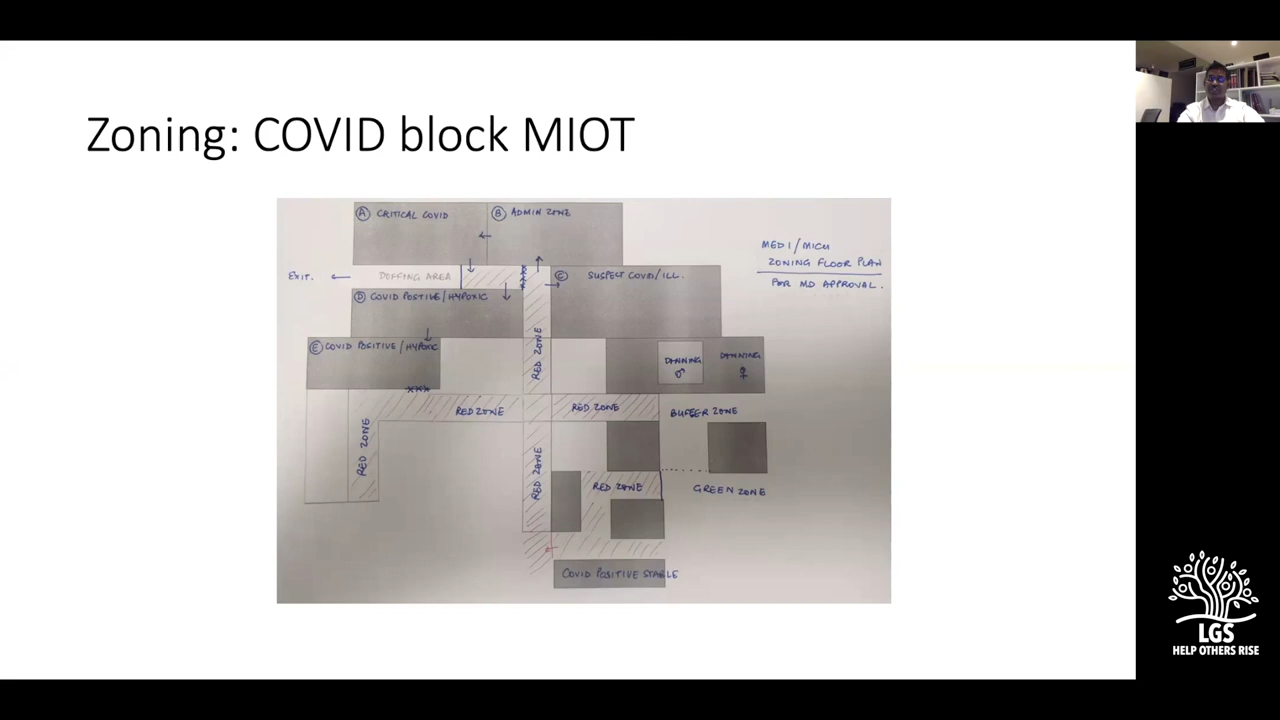 Zoning: COVID block MIOT
Ⓐ CRITICAL COVID
Ⓑ ADMIN ZONE
MEDI/MICU
ZONING FLOOR PLAN
FOR MD APPROVAL.
EXIT.
DOFFING AREA
Ⓒ SUSPECT COVID/ILL.
Ⓓ COVID POSTIVE/HYPOXIC
Ⓔ COVID POSITIVE/HYPOXIC
RED ZONE
DONNING
♂
DONNING
♀
RED ZONE
RED ZONE
BUFFER ZONE
RED ZONE
RED ZONE
RED ZONE
GREEN ZONE
COVID POSITIVE STABLE
LGS
HELP OTHERS RISE